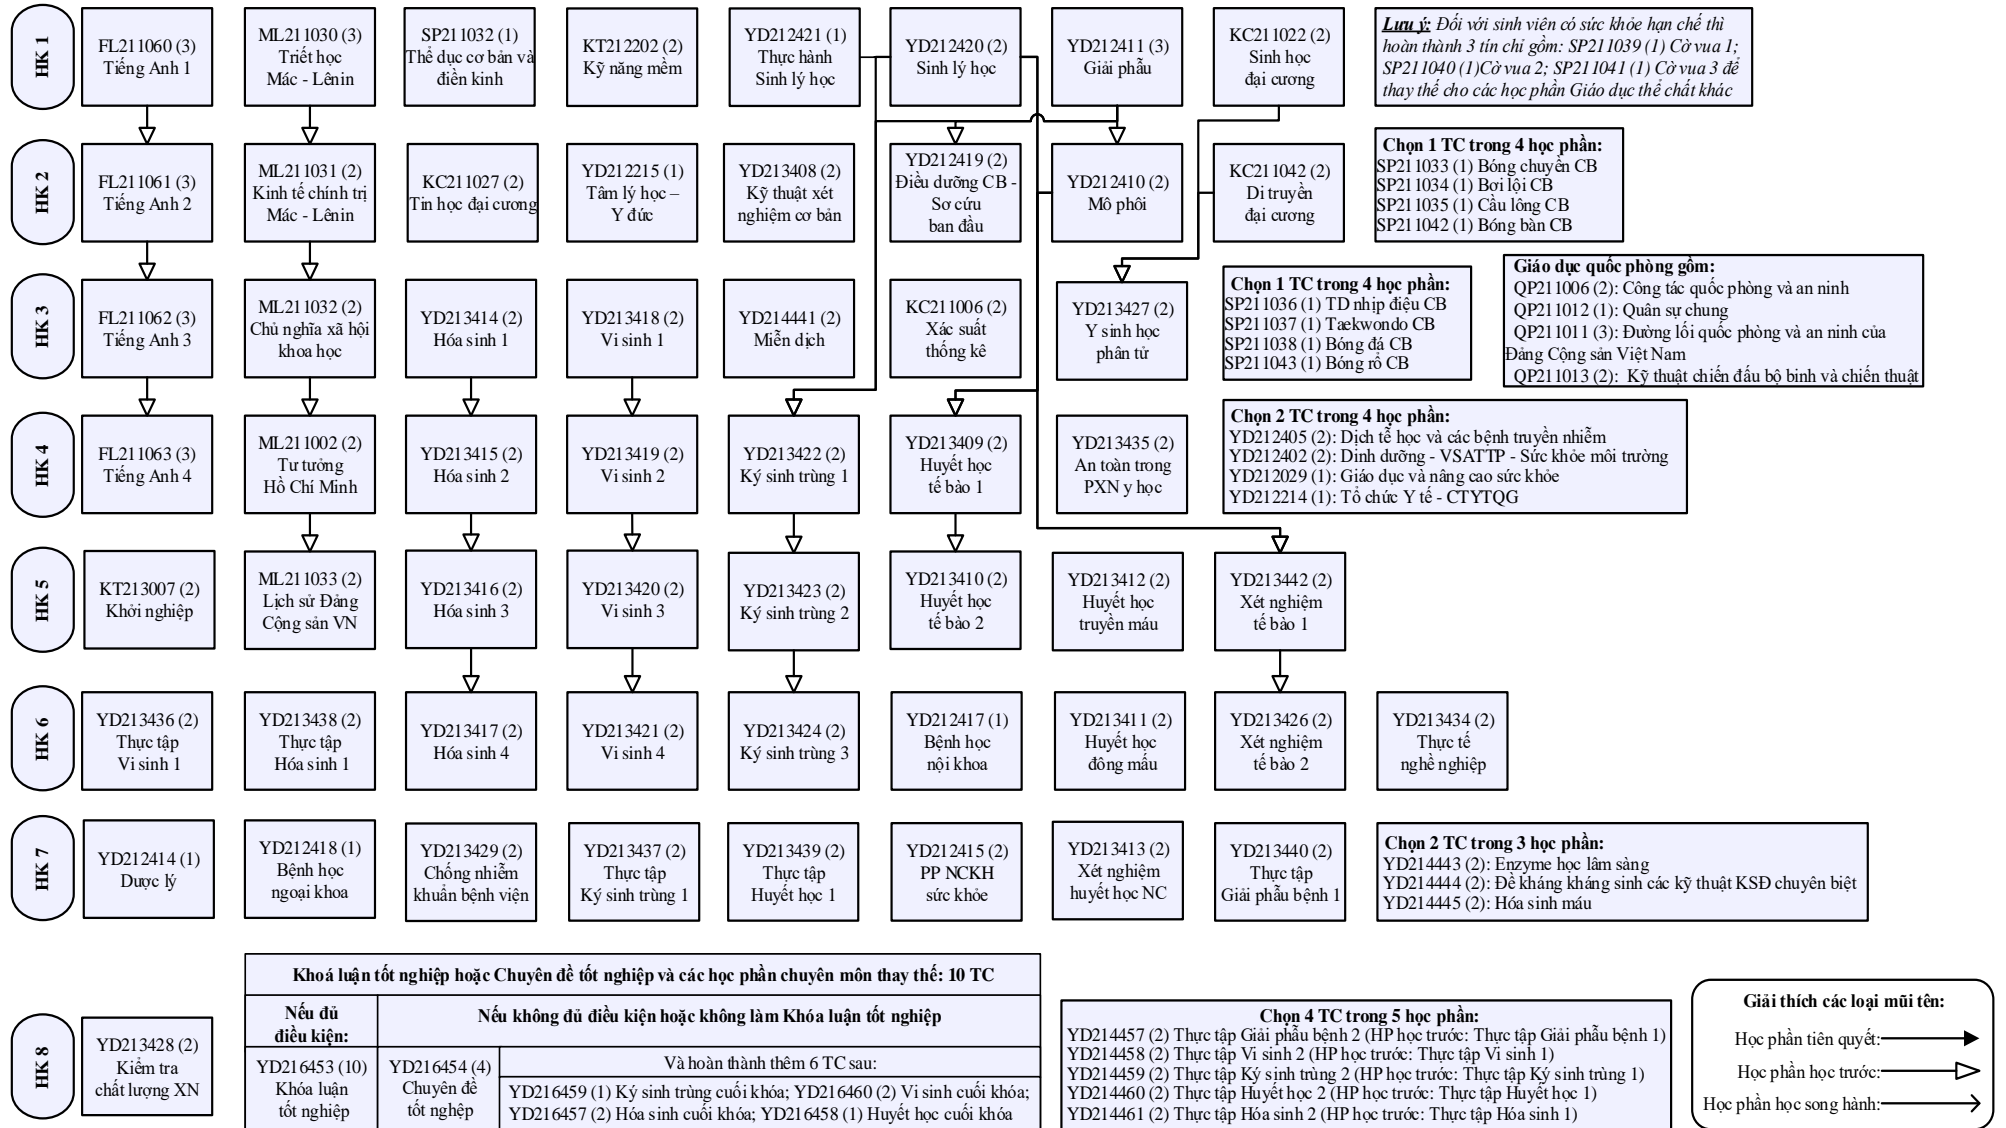 HK 1
FL211060 (3)
Tiếng Anh 1
ML211030 (3)
Triết học
Mác - Lênin
SP211032 (1)
Thể dục cơ bản và
điền kinh
KT212202 (2)
Kỹ năng mềm
YD212421 (1)
Thực hành
Sinh lý học
YD212420 (2)
Sinh lý học
YD212411 (3)
Giải phẫu
KC211022 (2)
Sinh học
đại cương
Lưu ý: Đối với sinh viên có sức khỏe hạn chế thì
hoàn thành 3 tín chỉ gồm: SP211039 (1) Cờ vua 1;
SP211040 (1)Cờ vua 2; SP211041 (1) Cờ vua 3 để
thay thế cho các học phần Giáo dục thể chất khác
HK 2
FL211061 (3)
Tiếng Anh 2
ML211031 (2)
Kinh tế chính trị
Mác - Lênin
KC211027 (2)
Tin học đại cương
YD212215 (1)
Tâm lý học –
Y đức
YD213408 (2)
Kỹ thuật xét
nghiệm cơ bản
YD212419 (2)
Điều dưỡng CB -
Sơ cứu
ban đầu
YD212410 (2)
Mô phôi
KC211042 (2)
Di truyền
đại cương
Chọn 1 TC trong 4 học phần:
SP211033 (1) Bóng chuyền CB
SP211034 (1) Bơi lội CB
SP211035 (1) Cầu lông CB
SP211042 (1) Bóng bàn CB
HK 3
FL211062 (3)
Tiếng Anh 3
ML211032 (2)
Chủ nghĩa xã hội
khoa học
YD213414 (2)
Hóa sinh 1
YD213418 (2)
Vi sinh 1
YD214441 (2)
Miễn dịch
KC211006 (2)
Xác suất
thống kê
YD213427 (2)
Y sinh học
phân tử
Chọn 1 TC trong 4 học phần:
SP211036 (1) TD nhịp điệu CB
SP211037 (1) Taekwondo CB
SP211038 (1) Bóng đá CB
SP211043 (1) Bóng rổ CB
Giáo dục quốc phòng gồm:
QP211006 (2): Công tác quốc phòng và an ninh
QP211012 (1): Quân sự chung
QP211011 (3): Đường lối quốc phòng và an ninh của
Đảng Cộng sản Việt Nam
QP211013 (2): Kỹ thuật chiến đấu bộ binh và chiến thuật
HK 4
FL211063 (3)
Tiếng Anh 4
ML211002 (2)
Tư tưởng
Hồ Chí Minh
YD213415 (2)
Hóa sinh 2
YD213419 (2)
Vi sinh 2
YD213422 (2)
Ký sinh trùng 1
YD213409 (2)
Huyết học
tế bào 1
YD213435 (2)
An toàn trong
PXN y học
Chọn 2 TC trong 4 học phần:
YD212405 (2): Dịch tễ học và các bệnh truyền nhiễm
YD212402 (2): Dinh dưỡng - VSATTP - Sức khỏe môi trường
YD212029 (1): Giáo dục và nâng cao sức khỏe
YD212214 (1): Tổ chức Y tế - CTYTQG
HK 5
KT213007 (2)
Khởi nghiệp
ML211033 (2)
Lịch sử Đảng
Cộng sản VN
YD213416 (2)
Hóa sinh 3
YD213420 (2)
Vi sinh 3
YD213423 (2)
Ký sinh trùng 2
YD213410 (2)
Huyết học
tế bào 2
YD213412 (2)
Huyết học
truyền máu
YD213442 (2)
Xét nghiệm
tế bào 1
HK 6
YD213436 (2)
Thực tập
Vi sinh 1
YD213438 (2)
Thực tập
Hóa sinh 1
YD213417 (2)
Hóa sinh 4
YD213421 (2)
Vi sinh 4
YD213424 (2)
Ký sinh trùng 3
YD212417 (1)
Bệnh học
nội khoa
YD213411 (2)
Huyết học
đông mấu
YD213426 (2)
Xét nghiệm
tế bào 2
YD213434 (2)
Thực tế
nghề nghiệp
HK 7
YD212414 (1)
Dược lý
YD212418 (1)
Bệnh học
ngoại khoa
YD213429 (2)
Chống nhiễm
khuẩn bệnh viện
YD213437 (2)
Thực tập
Ký sinh trùng 1
YD213439 (2)
Thực tập
Huyết học 1
YD212415 (2)
PP NCKH
sức khỏe
YD213413 (2)
Xét nghiệm
huyết học NC
YD213440 (2)
Thực tập
Giải phẫu bệnh 1
Chọn 2 TC trong 3 học phần:
YD214443 (2): Enzyme học lâm sàng
YD214444 (2): Đề kháng kháng sinh các kỹ thuật KSĐ chuyên biệt
YD214445 (2): Hóa sinh máu
HK 8
YD213428 (2)
Kiểm tra
chất lượng XN
Khoá luận tốt nghiệp hoặc Chuyên đề tốt nghiệp và các học phần chuyên môn thay thế: 10 TC
Nếu đủ
điều kiện:
Nếu không đủ điều kiện hoặc không làm Khóa luận tốt nghiệp
YD216453 (10)
Khóa luận
tốt nghiệp
YD216454 (4)
Chuyên đề
tốt nghệp
Và hoàn thành thêm 6 TC sau:
YD216459 (1) Ký sinh trùng cuối khóa; YD216460 (2) Vi sinh cuối khóa;
YD216457 (2) Hóa sinh cuối khóa; YD216458 (1) Huyết học cuối khóa
Chọn 4 TC trong 5 học phần:
YD214457 (2) Thực tập Giải phẫu bệnh 2 (HP học trước: Thực tập Giải phẫu bệnh 1)
YD214458 (2) Thực tập Vi sinh 2 (HP học trước: Thực tập Vi sinh 1)
YD214459 (2) Thực tập Ký sinh trùng 2 (HP học trước: Thực tập Ký sinh trùng 1)
YD214460 (2) Thực tập Huyết học 2 (HP học trước: Thực tập Huyết học 1)
YD214461 (2) Thực tập Hóa sinh 2 (HP học trước: Thực tập Hóa sinh 1)
Giải thích các loại mũi tên:
Học phần tiên quyết:
Học phần học trước:
Học phần học song hành: